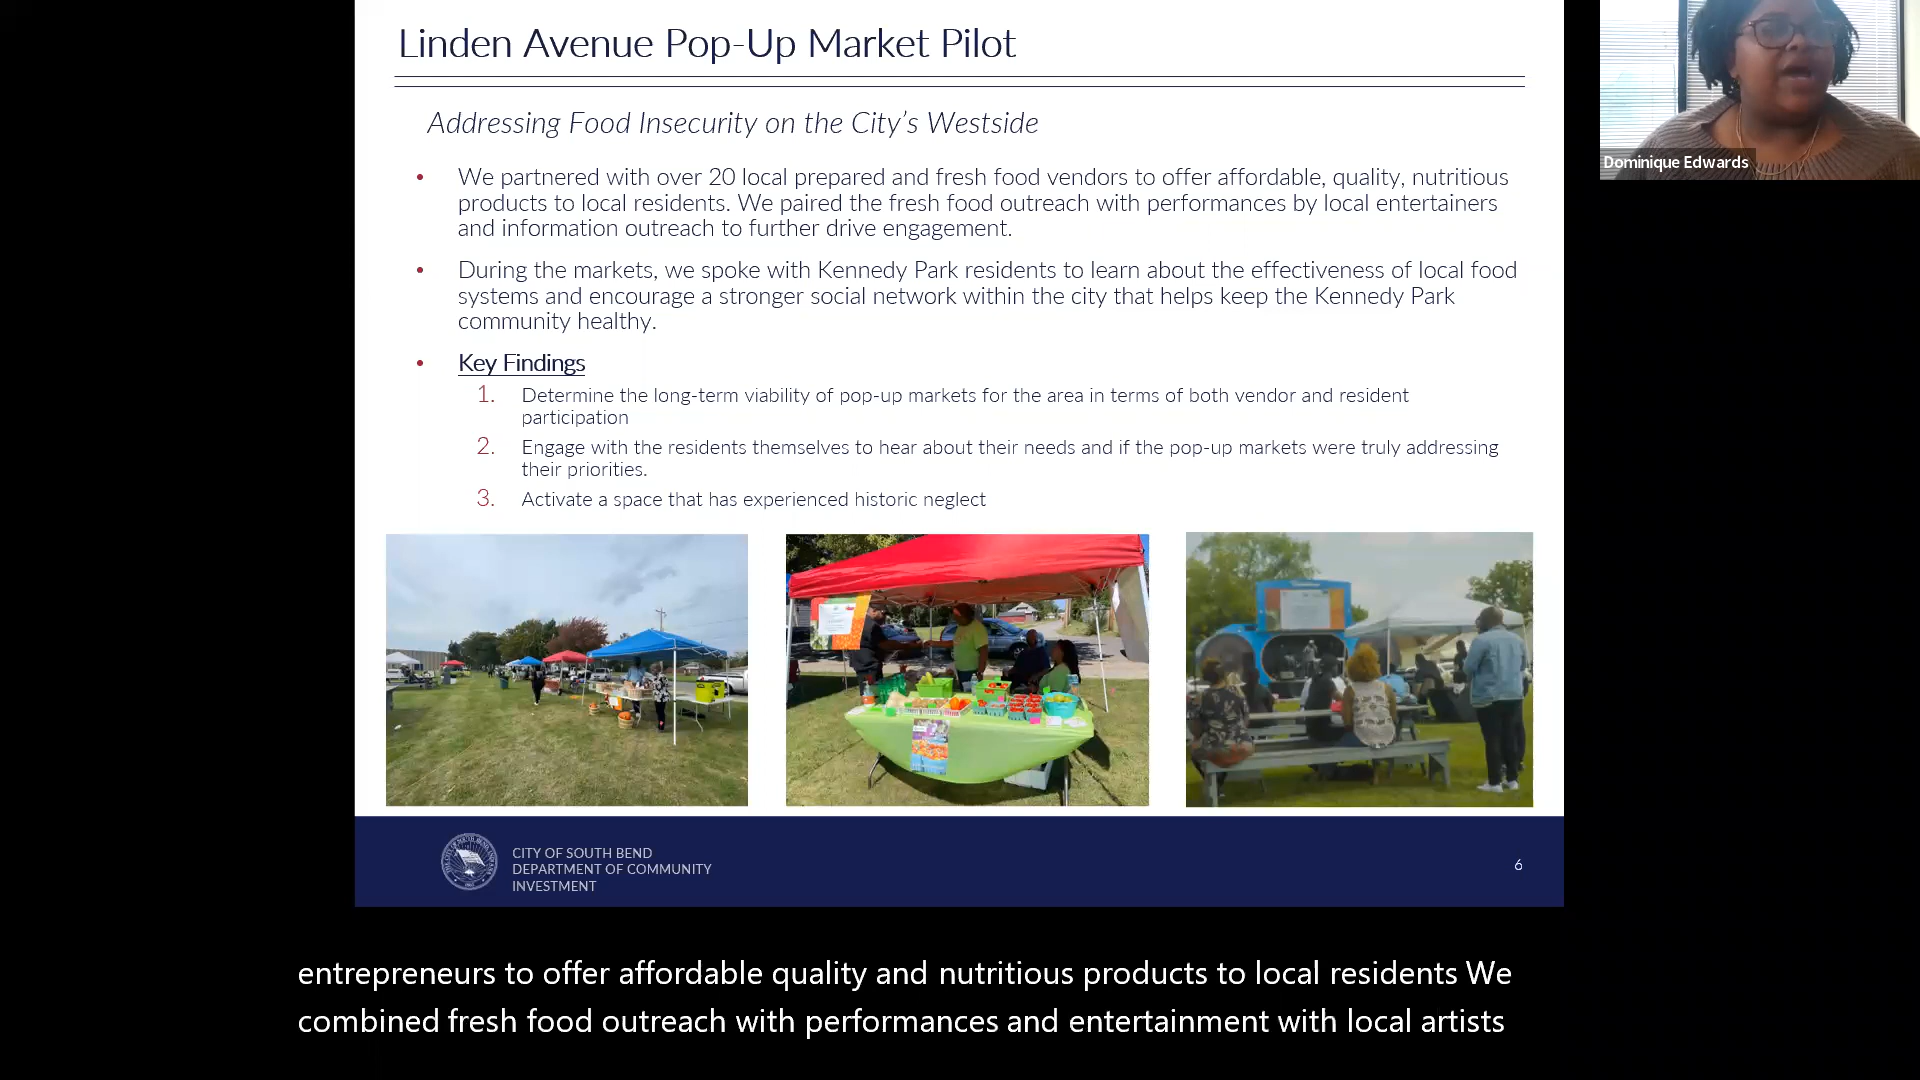 Linden Avenue Pop-Up Market Pilot
Addressing Food Insecurity on the City's Westside
• We partnered with over 20 local prepared and fresh food vendors to offer affordable, quality, nutritious
products to local residents. We paired the fresh food outreach with performances by local entertainers
and information outreach to further drive engagement.
• During the markets, we spoke with Kennedy Park residents to learn about the effectiveness of local food
systems and encourage a stronger social network within the city that helps keep the Kennedy Park
community healthy.
• Key Findings
1. Determine the long-term viability of pop-up markets for the area in terms of both vendor and resident
participation
2. Engage with the residents themselves to hear about their needs and if the pop-up markets were truly addressing
their priorities.
3. Activate a space that has experienced historic neglect
CITY OF SOUTH BEND
DEPARTMENT OF COMMUNITY
INVESTMENT
6
Dominique Edwards
entrepreneurs to offer affordable quality and nutritious products to local residents We
combined fresh food outreach with performances and entertainment with local artists